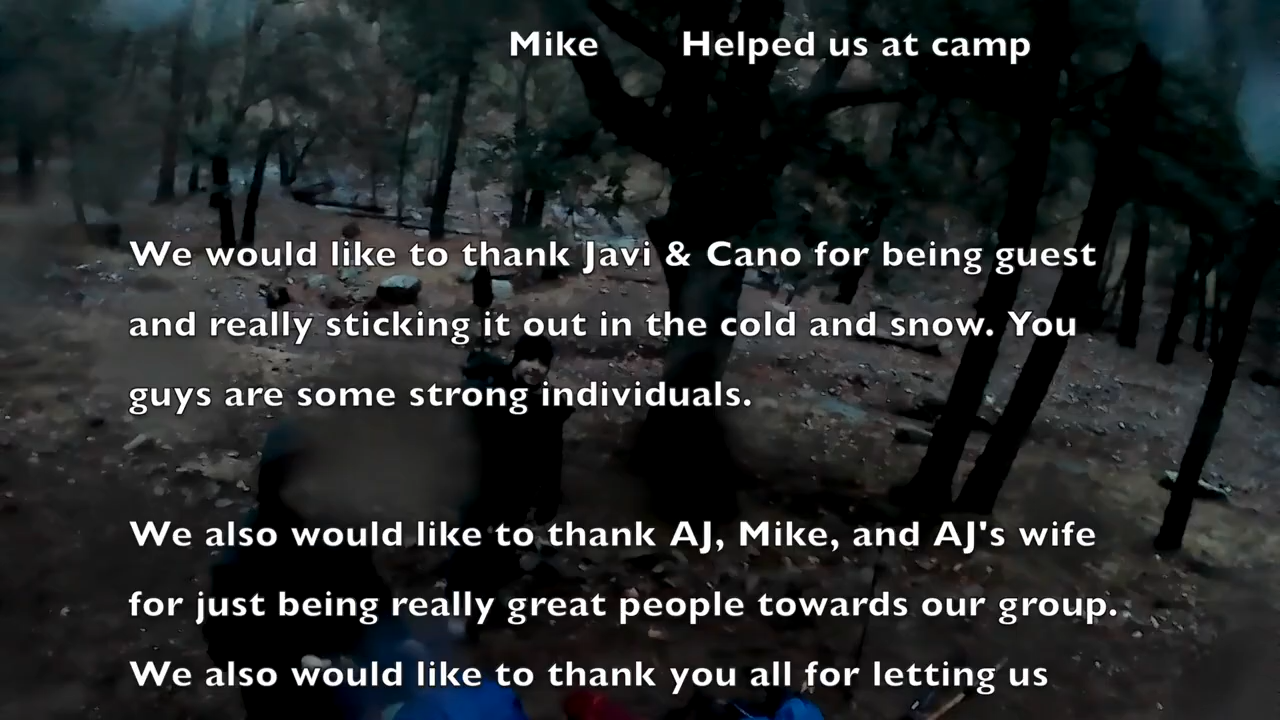 Mike Helped us at camp
We would like to thank Javi & Cano for being guest
and really sticking it out in the cold and snow. You
guys are some strong individuals.
We also would like to thank AJ, Mike, and AJ's wife
for just being really great people towards our group.
We also would like to thank you all for letting us